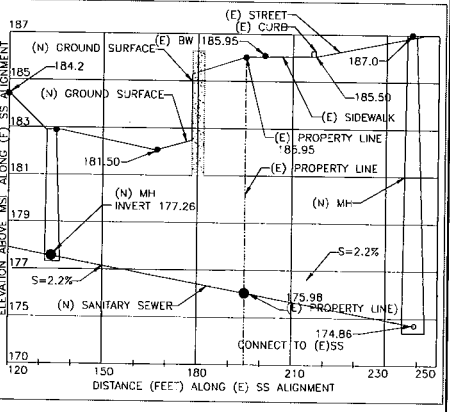 (E) STREET
(E) CURB
(E) BW 185.95
(N) GROUND SURFACE
187
184.2
187.0
185
185.50
(N) GROUND SURFACE
(E) SIDEWALK
183
(E) PROPERTY LINE
185.95
181.50
(E) PROPERTY LINE
181
(N) MH
INVERT 177.26
(N) MH
179
177
S=2.2%
S=2.2%
175.98
(N) SANITARY SEWER
(E) PROPERTY LINE)
175
174.86
CONNECT TO (E)SS
170
120 150 180 210 250
DISTANCE (FEET) ALONG (E) SS ALIGNMENT
ELEVATION ABOVE MSL ALONG (E) SS ALIGNMENT